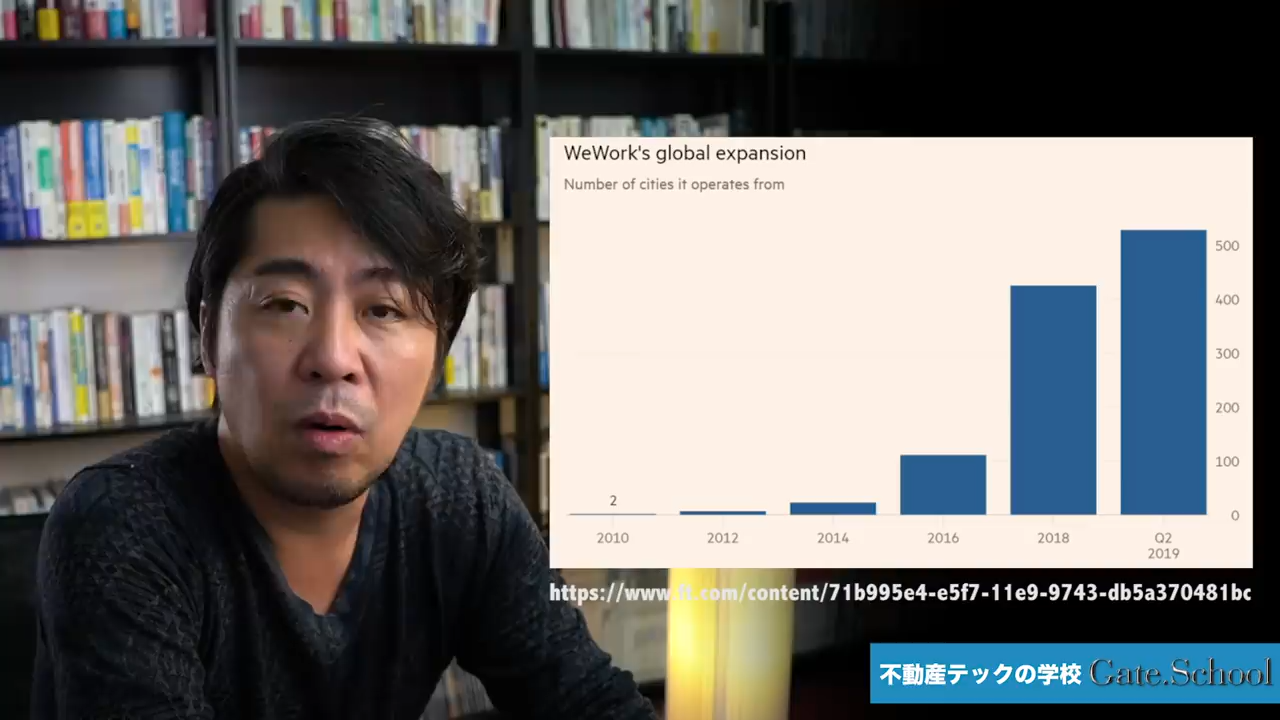 WeWork's global expansion
Number of cities it operates from
500
400
300
200
100
0
2
2010
2012
2014
2016
2018
Q2
2019
https://www.ft.com/content/71b995e4-e5f7-11e9-9743-db5a370481bc
不動産テックの学校 Gate.School